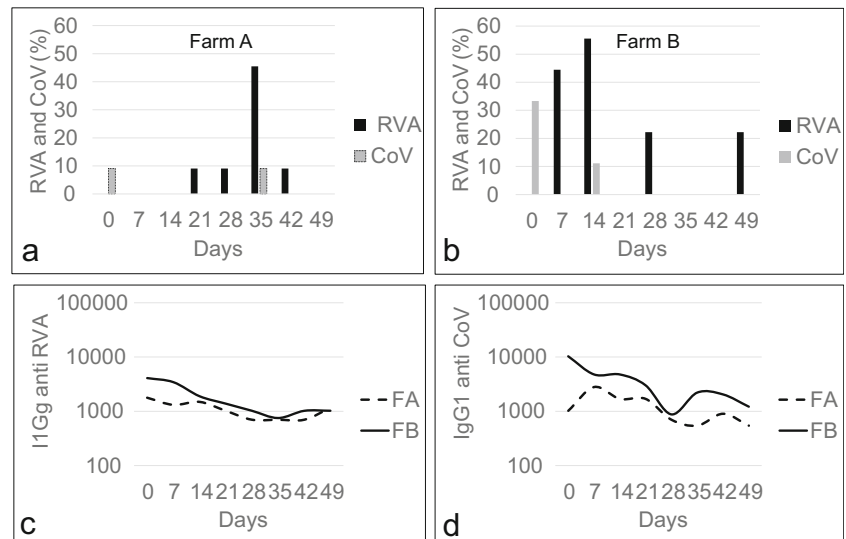 RVA and CoV (%)
60
50
40
30
20
10
0
Farm A
RVA
CoV
0 7 14 21 28 35 42 49
Days
a
RVA and CoV (%)
60
50
40
30
20
10
0
Farm B
RVA
CoV
0 7 14 21 28 35 42 49
Days
b
I1Gg anti RVA
100000
10000
1000
100
FA
FB
0 7 14 21 28 35 42 49
Days
c
IgG1 anti CoV
100000
10000
1000
100
FA
FB
0 7 14 21 28 35 42 49
Days
d